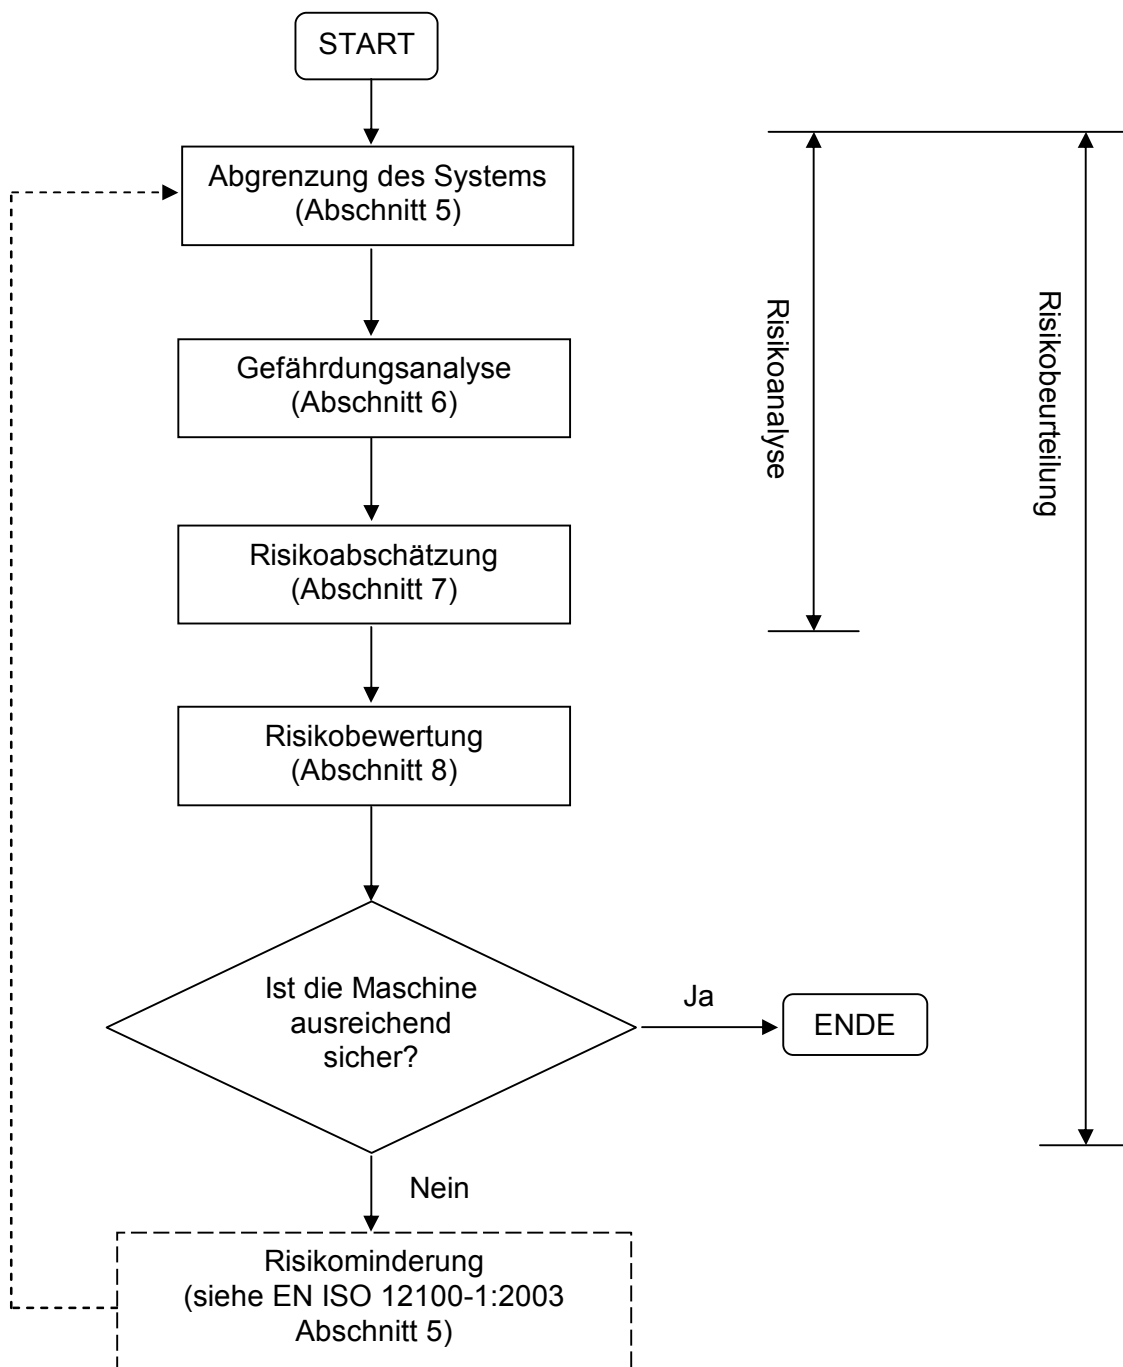 START
Abgrenzung des Systems
(Abschnitt 5)
Gefährdungsanalyse
(Abschnitt 6)
Risikoabschätzung
(Abschnitt 7)
Risikobewertung
(Abschnitt 8)
Ist die Maschine
ausreichend
sicher?
Ja
ENDE
Nein
Risikominderung
(siehe EN ISO 12100-1:2003
Abschnitt 5)
Risikoanalyse
Risikobeurteilung